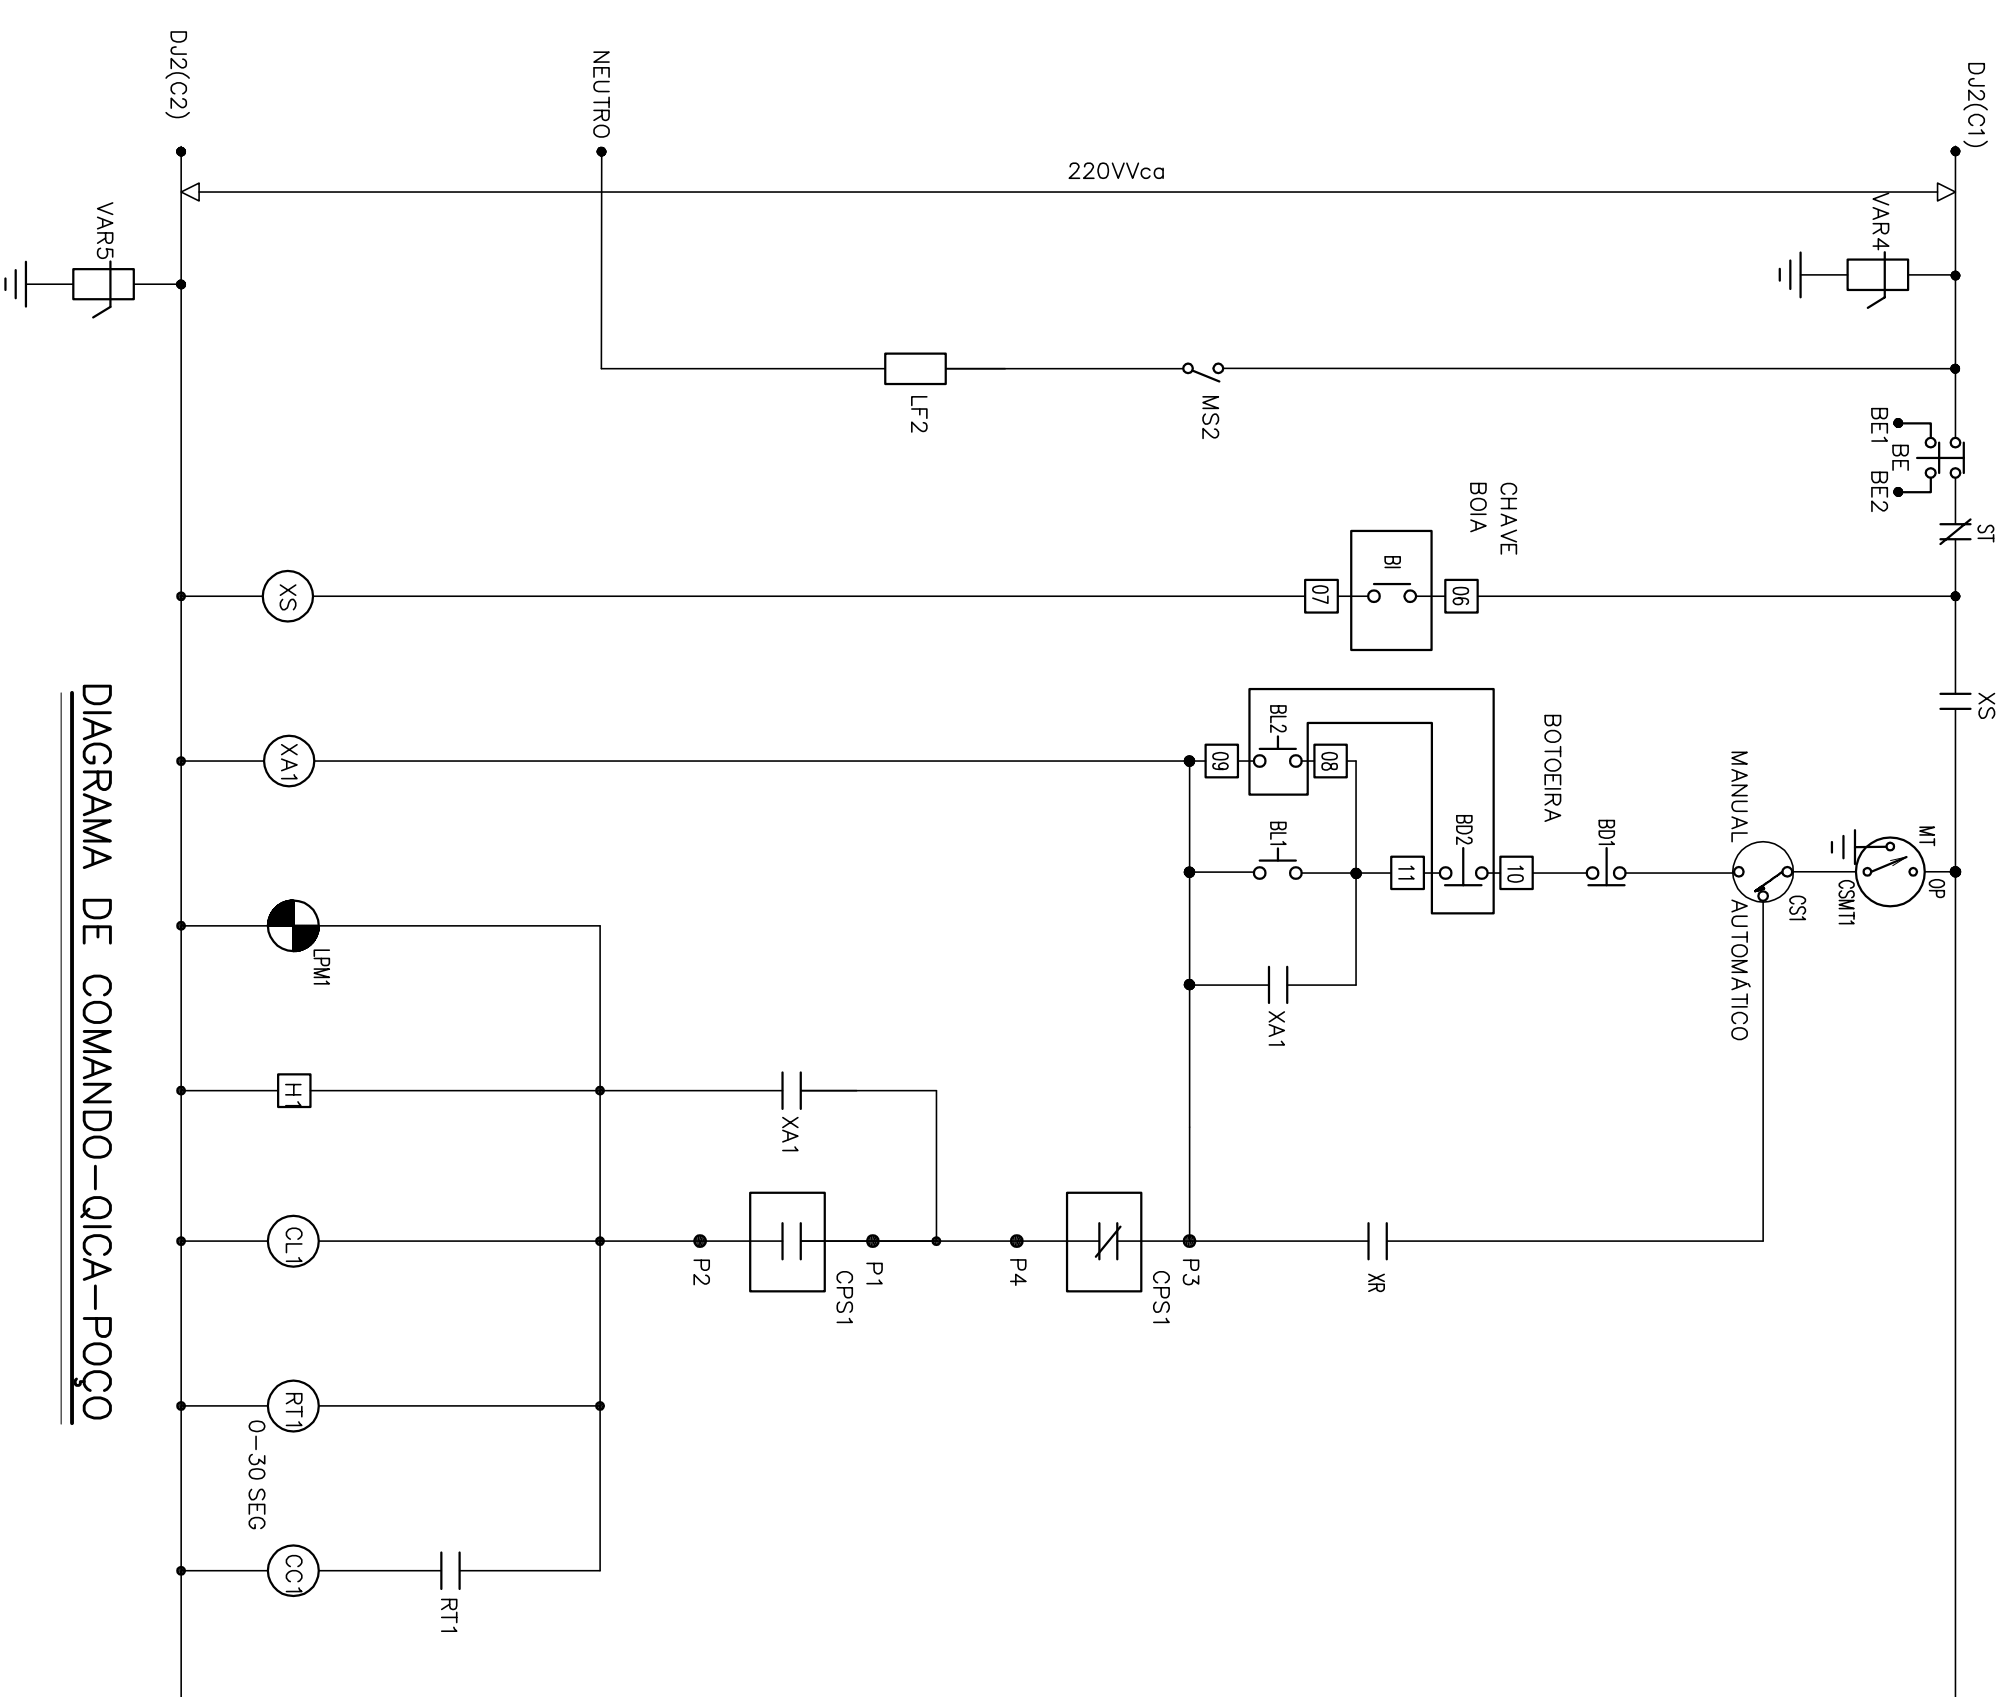 DJ2(C1)
220VVca
NEUTRO
DJ2(C2)
VAR4
VAR5
MS2
LF2
BE1
BE
BE2
ST
CHAVE
BOIA
06
BI
07
XS
XS
BOTOEIRA
MANUAL
MT
OP
CSMT1
CS1
AUTOMÁTICO
BD1
10
BD2
11
BL2
08
09
BL1
XA1
XA1
LPM1
XA1
H1
XR
P3
CPS1
P4
P1
CPS1
P2
CL1
RT1
0-30 SEG
RT1
CC1
DIAGRAMA DE COMANDO-QICA-POÇO